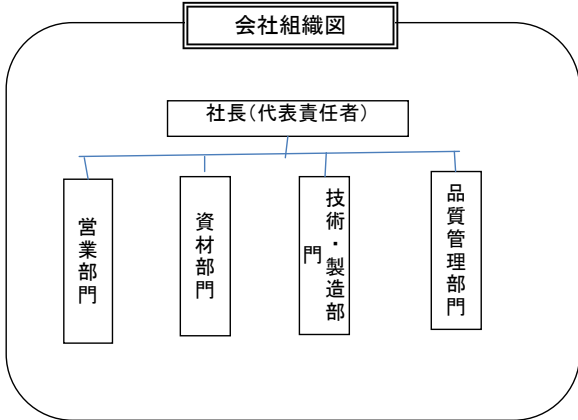 会社組織図
社長（代表責任者）
営業部門
資材部門
技術・製造部
門
品質管理部門